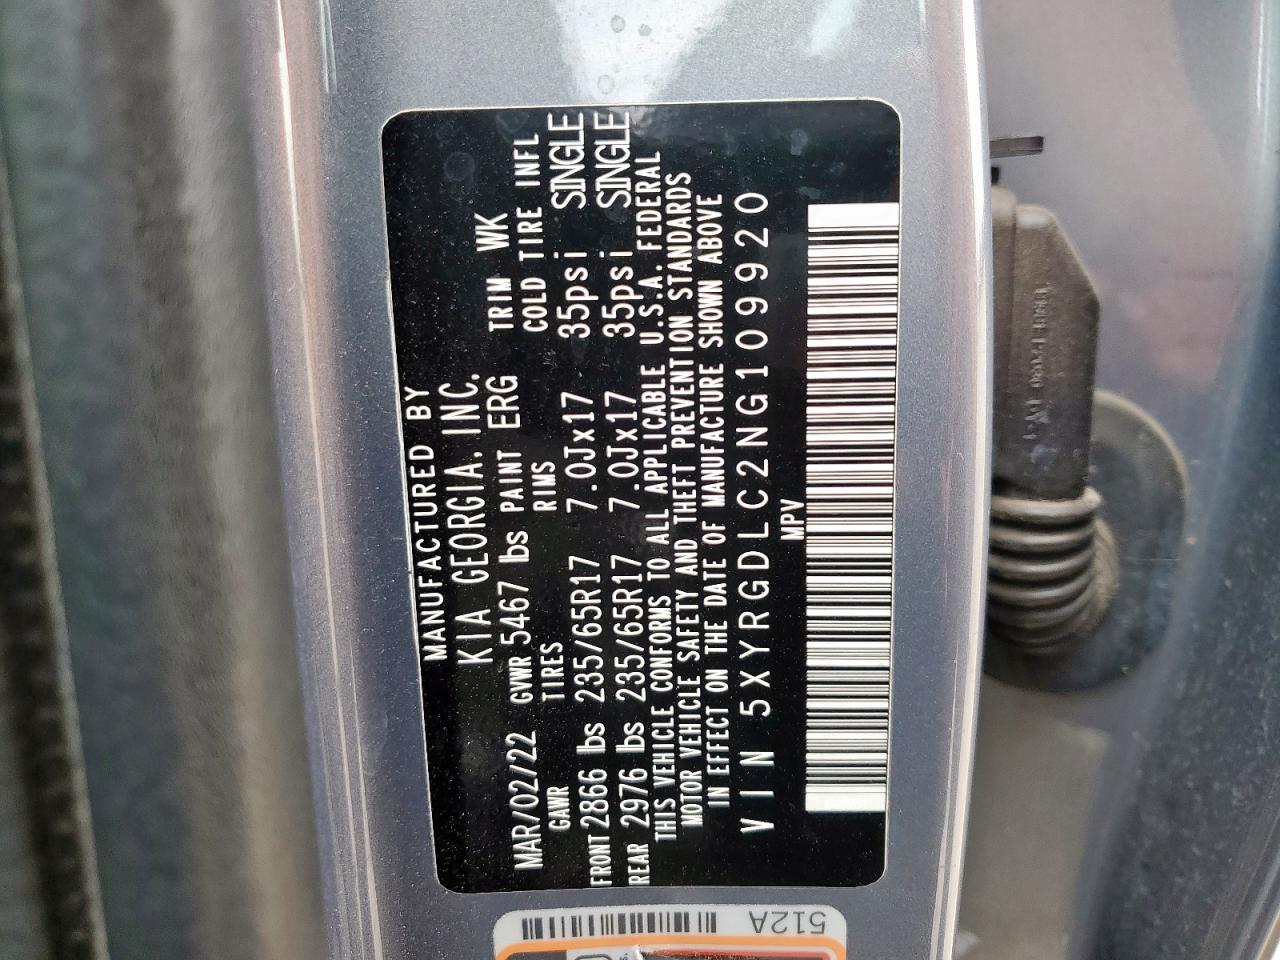 MANUFACTURED BY
KIA GEORGIA, INC.
MAR/02/22 GVWR 5467 lbs PAINT ERG TRIM WK
GAWR TIRES RIMS COLD TIRE INFL
FRONT 2866 lbs 235/65R17 7.0Jx17 35psi SINGLE
REAR 2976 lbs 235/65R17 7.0Jx17 35psi SINGLE
THIS VEHICLE CONFORMS TO ALL APPLICABLE U.S.A. FEDERAL
MOTOR VEHICLE SAFETY AND THEFT PREVENTION STANDARDS
IN EFFECT ON THE DATE OF MANUFACTURE SHOWN ABOVE
VIN 5XYRGDLC2NG109920
MPV
512A